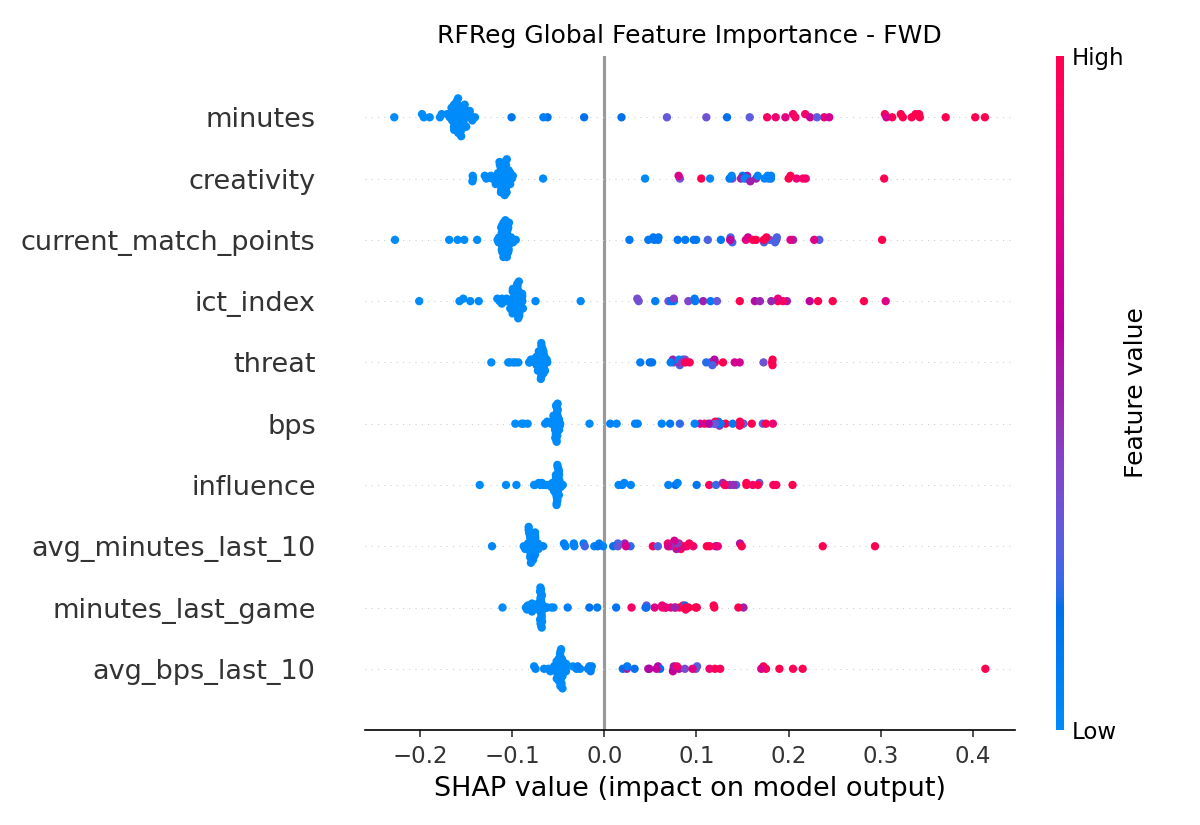 RFReg Global Feature Importance - FWD
High
minutes
creativity
current_match_points
ict_index
threat
bps
influence
avg_minutes_last_10
minutes_last_game
avg_bps_last_10
Feature value
Low
−0.2 −0.1 0.0 0.1 0.2 0.3 0.4
SHAP value (impact on model output)